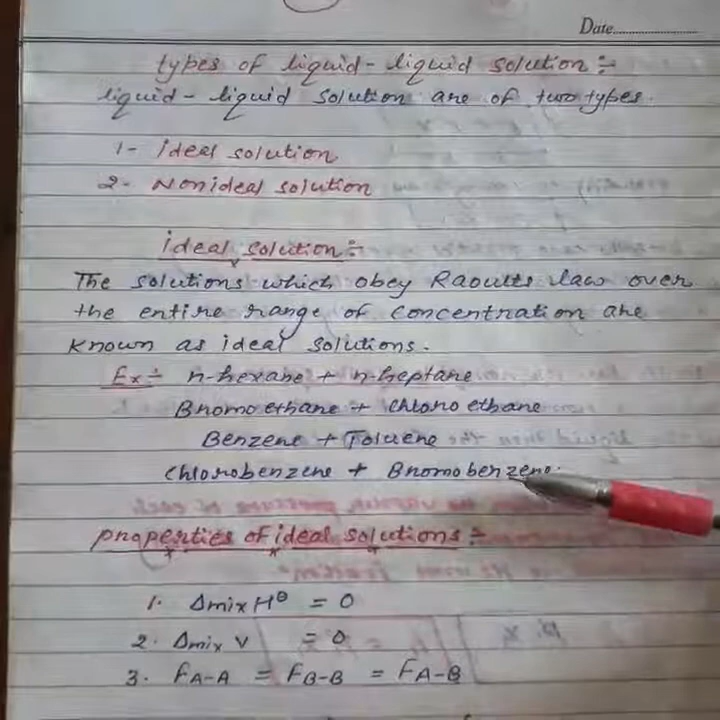 Date
types of liquid-liquid solution :-
liquid-liquid solution are of two types.
1- ideal solution
2- Nonideal solution
ideal solution :-
The solutions which obey Raoults law over
the entire range of concentration are
known as ideal solutions.
Ex :- n-hexane + n-heptane
Bromoethane + chloroethane
Benzene + Toluene
chlorobenzene + Bromobenzene.
properties of ideal solutions :-
1. ΔmixH⁰ = 0
2. Δmix V = 0
3. FA-A = FB-B = FA-B